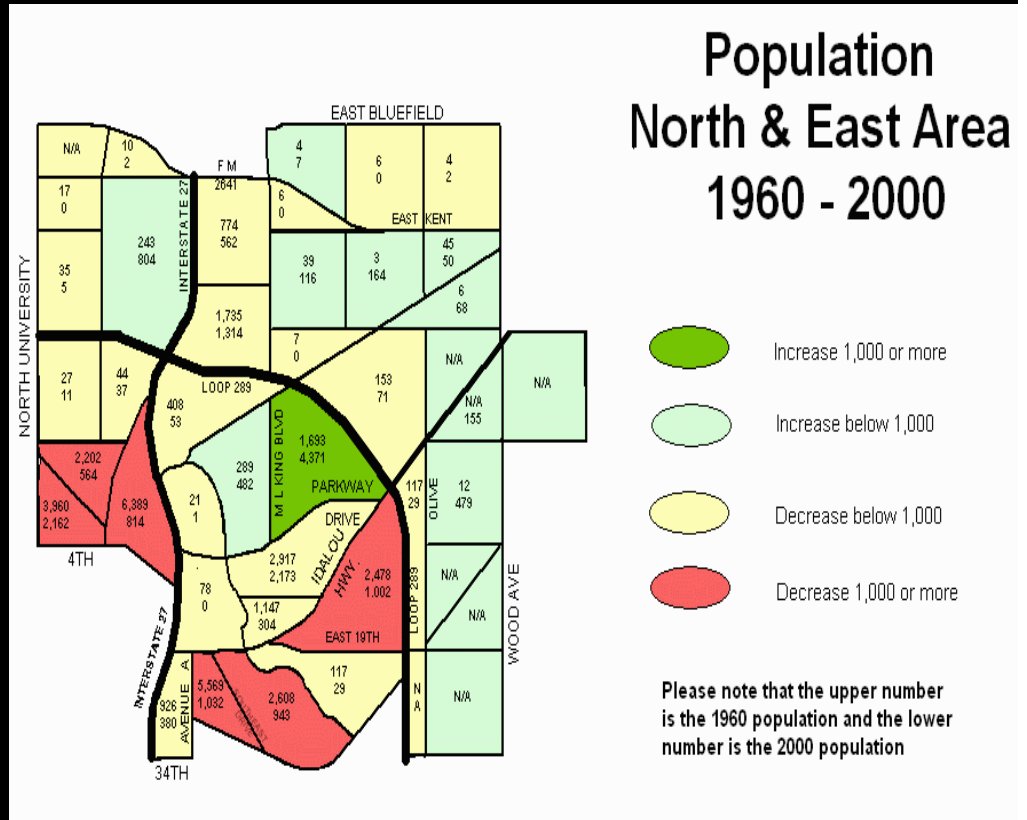 Population
North & East Area
1960 - 2000
EAST BLUEFIELD
N/A
10
2
F M
2641
4
7
6
0
4
2
17
0
INTERSTATE 27
6
0
EAST KENT
774
562
243
804
39
116
3
164
45
50
35
5
6
68
NORTH UNIVERSITY
1,735
1,314
7
0
N/A
N/A
27
11
44
37
LOOP 289
153
71
N/A
155
408
53
M L KING BLVD
1,693
4,371
PARKWAY
2,202
564
289
482
117
29
OLIVE
12
479
3,960
2,162
6,389
814
21
1
DRIVE
IDALOU
HWY.
4TH
2,917
2,173
2,478
1.002
LOOP 289
N/A
N/A
WOOD AVE
78
0
1,147
304
EAST 19TH
INTERSTATE 27
AVENUE A
926
380
5,569
1,032
SOUTHEAST
DRIVE
2,608
943
117
29
N
A
N/A
34TH
Increase 1,000 or more
Increase below 1,000
Decrease below 1,000
Decrease 1,000 or more
Please note that the upper number
is the 1960 population and the lower
number is the 2000 population